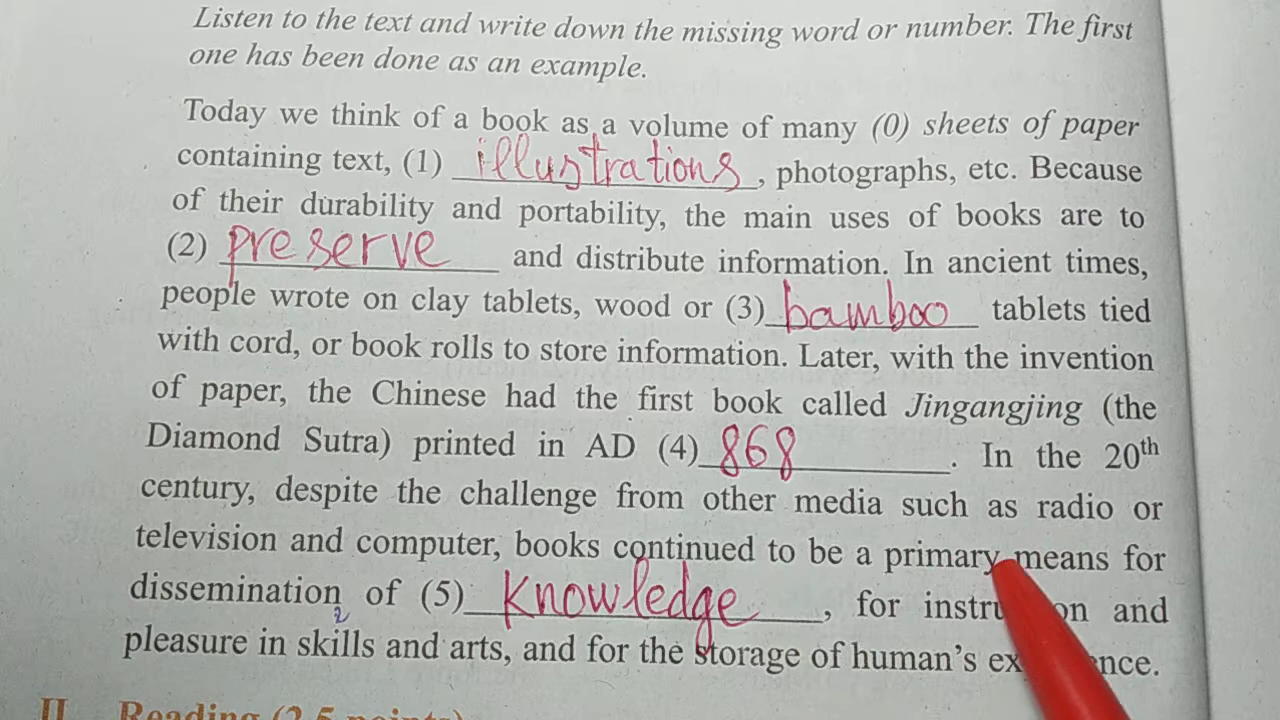 Listen to the text and write down the missing word or number. The first
one has been done as an example.
Today we think of a book as a volume of many (0) sheets of paper
containing text, (1) illustrations, photographs, etc. Because
of their durability and portability, the main uses of books are to
(2) preserve and distribute information. In ancient times,
people wrote on clay tablets, wood or (3) bamboo tablets tied
with cord, or book rolls to store information. Later, with the invention
of paper, the Chinese had the first book called Jingangjing (the
Diamond Sutra) printed in AD (4) 868. In the 20th
century, despite the challenge from other media such as radio or
television and computer, books continued to be a primary means for
dissemination of (5) knowledge, for and
2
pleasure in skills and arts, and for the storage of human's
II. Reading (2.5 points)